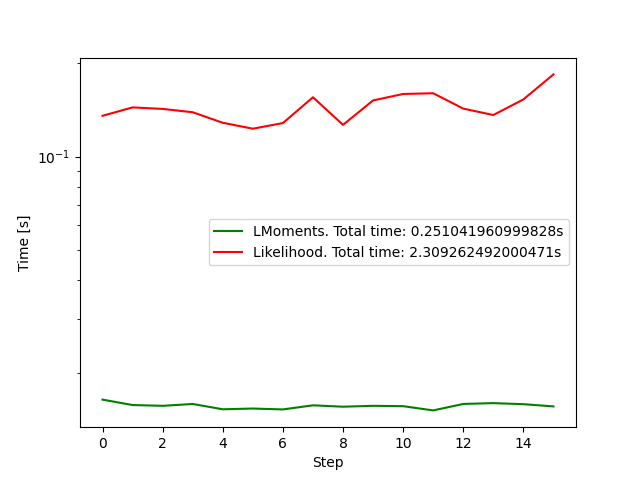 10⁻¹
Time [s]
LMoments. Total time: 0.251041960999828s
Likelihood. Total time: 2.309262492000471s
0 2 4 6 8 10 12 14
Step